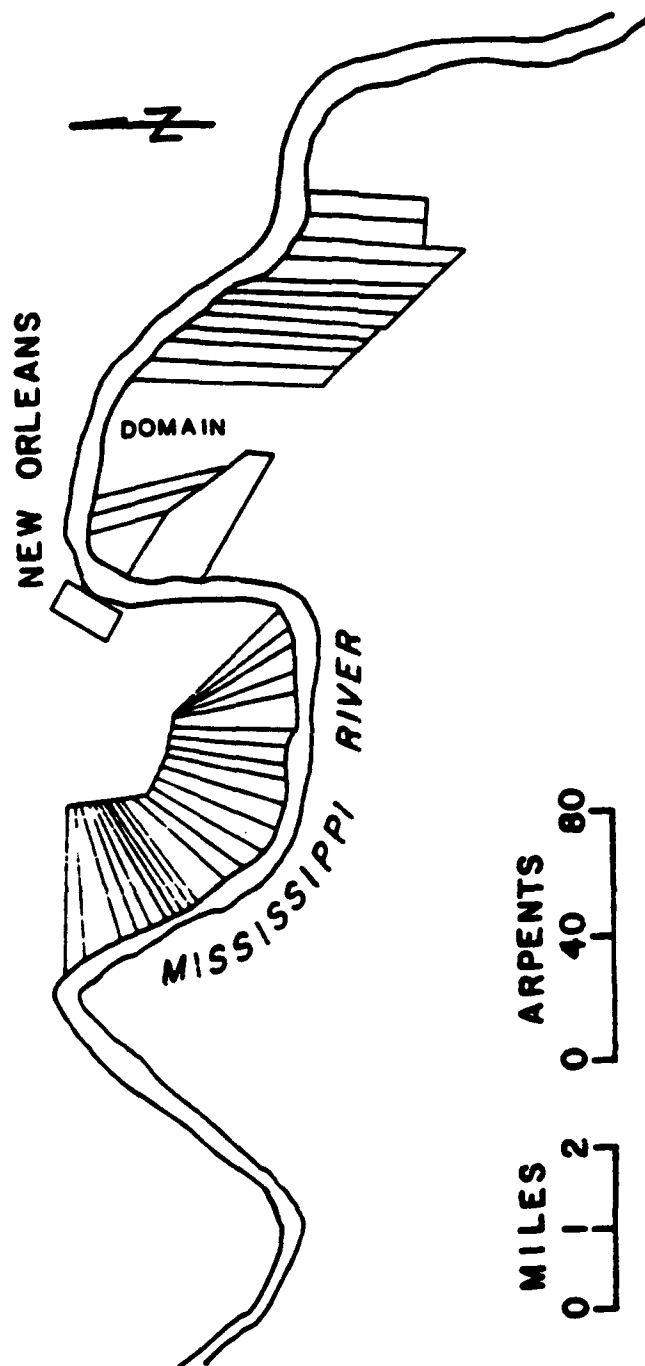 N
NEW ORLEANS
DOMAIN
MISSISSIPPI RIVER
MILES
0 1 2
ARPENTS
0 40 80